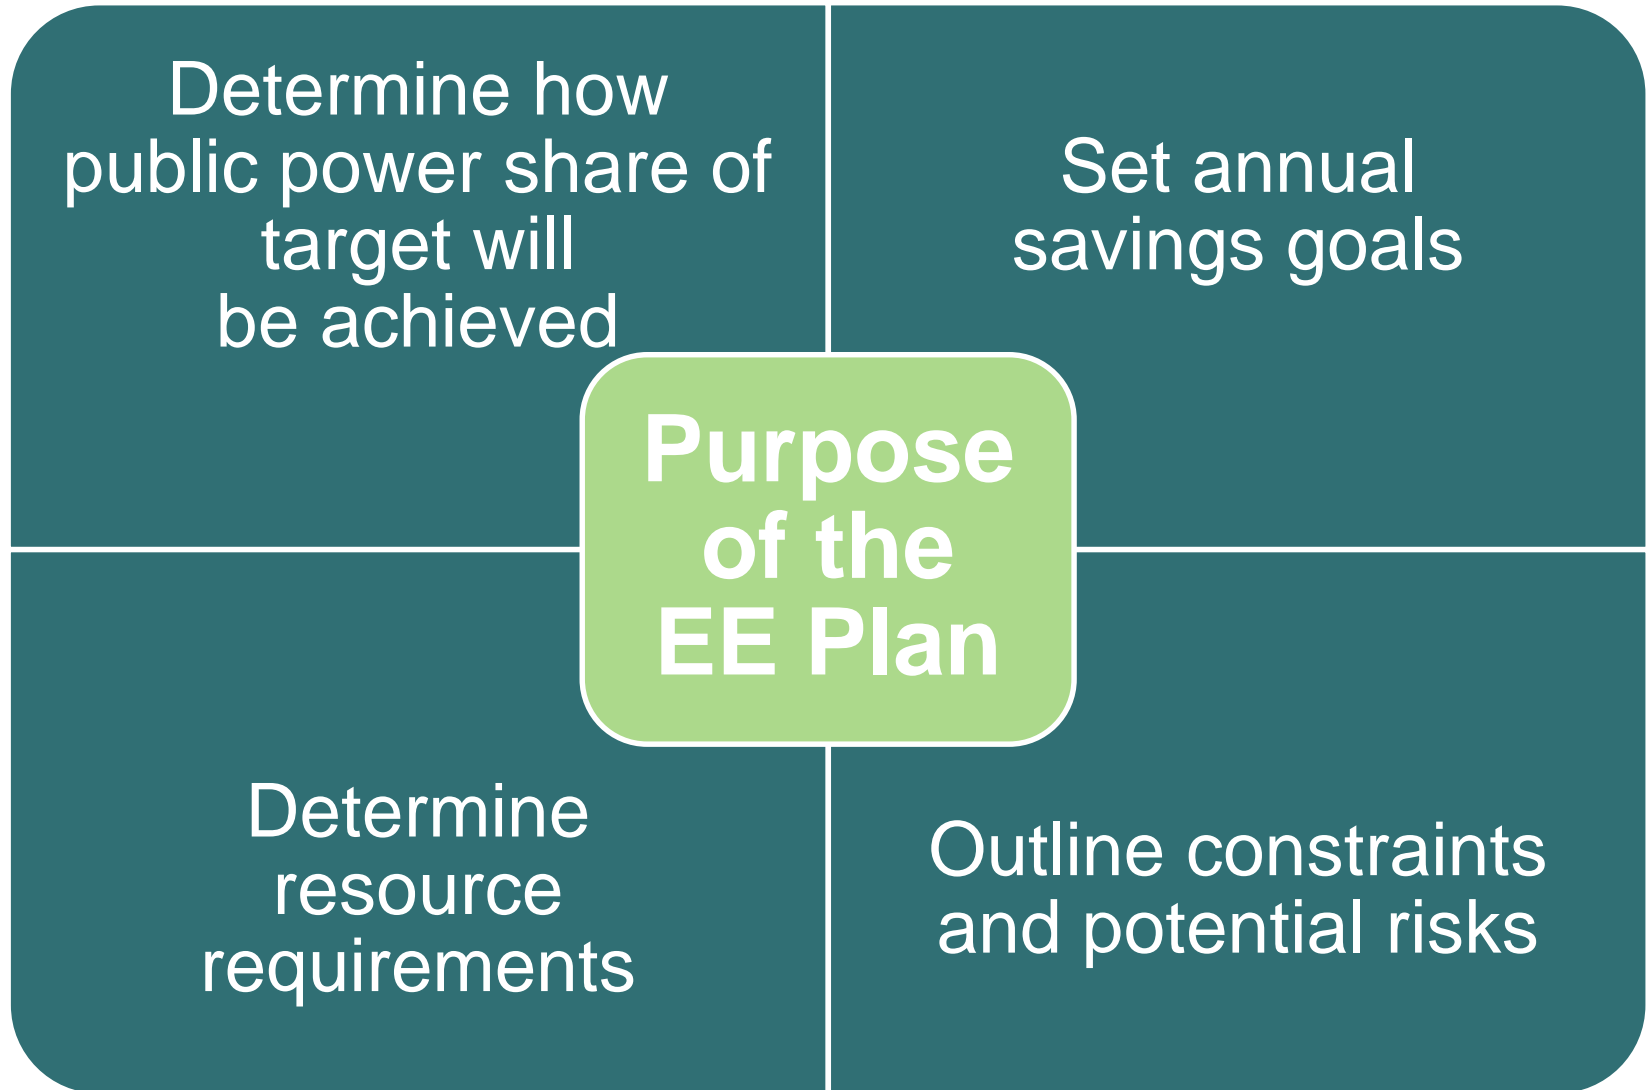 Determine how
public power share of
target will
be achieved
Set annual
savings goals
Purpose
of the
EE Plan
Determine
resource
requirements
Outline constraints
and potential risks